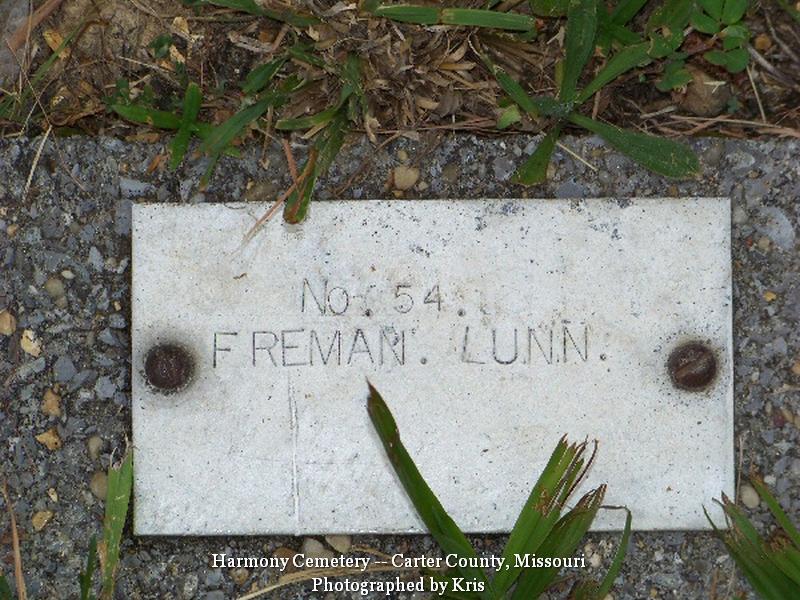 No. 54.
FREMAN. LUNN.
Harmony Cemetery -- Carter County, Missouri
Photographed by Kris